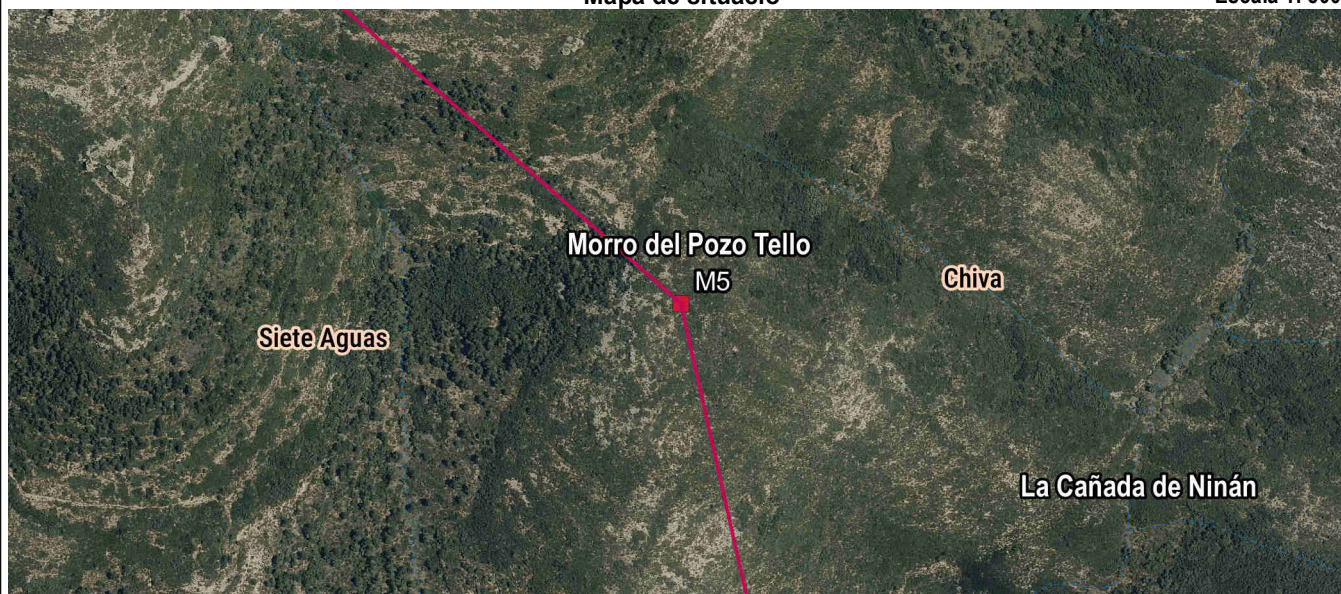 Mapa de situació
Morro del Pozo Tello
M5
Chiva
Siete Aguas
La Cañada de Ninán